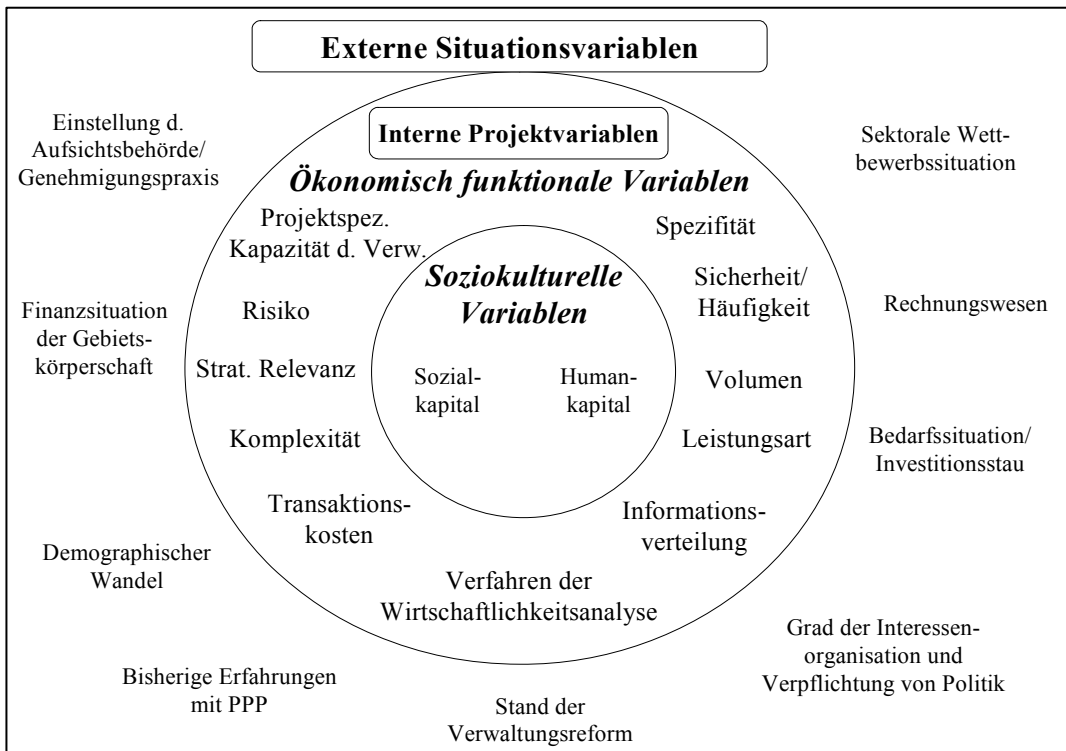 Externe Situationsvariablen
Interne Projektvariablen
Ökonomisch funktionale Variablen
Einstellung d.
Aufsichtsbehörde/
Genehmigungspraxis
Sektorale Wett-
bewerbssituation
Projektspez.
Kapazität d. Verw.
Spezifität
Soziokulturelle
Variablen
Sicherheit/
Häufigkeit
Finanzsituation
der Gebiets-
körperschaft
Risiko
Rechnungswesen
Strat. Relevanz
Sozial-
kapital
Human-
kapital
Volumen
Komplexität
Leistungsart
Bedarfssituation/
Investitionsstau
Transaktions-
kosten
Informations-
verteilung
Demographischer
Wandel
Verfahren der
Wirtschaftlichkeitsanalyse
Grad der Interessen-
organisation und
Verpflichtung von Politik
Bisherige Erfahrungen
mit PPP
Stand der
Verwaltungsreform